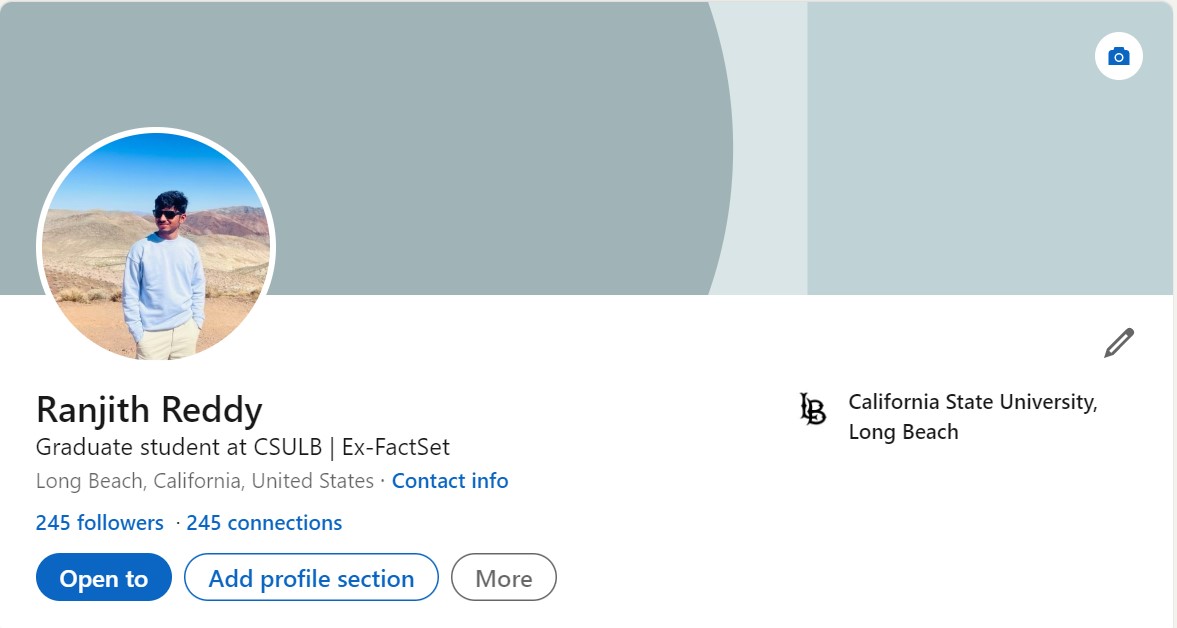 Ranjith Reddy
Graduate student at CSULB | Ex-FactSet
Long Beach, California, United States · Contact info
245 followers · 245 connections
Open to
Add profile section
More
LB
California State University,
Long Beach